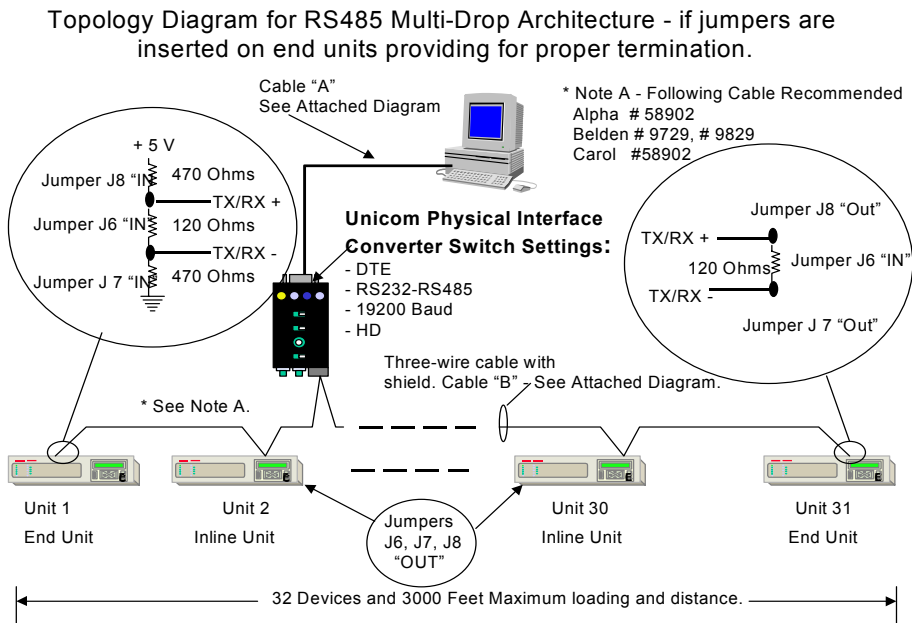 Topology Diagram for RS485 Multi-Drop Architecture - if jumpers are
inserted on end units providing for proper termination.
Cable “A”
See Attached Diagram
* Note A - Following Cable Recommended
Alpha # 58902
Belden # 9729, # 9829
Carol #58902
+ 5 V
Jumper J8 “IN
470 Ohms
TX/RX +
Jumper J6 “IN”
120 Ohms
TX/RX -
Jumper J 7 “IN”
470 Ohms
Unicom Physical Interface
Converter Switch Settings:
- DTE
- RS232-RS485
- 19200 Baud
- HD
Jumper J8 “Out”
TX/RX +
Jumper J6 “IN”
120 Ohms
TX/RX -
Jumper J 7 “Out”
Three-wire cable with
shield. Cable “B” - See Attached Diagram.
* See Note A.
Unit 1
End Unit
Unit 2
Inline Unit
Jumpers
J6, J7, J8
“OUT”
Unit 30
Inline Unit
Unit 31
End Unit
32 Devices and 3000 Feet Maximum loading and distance.